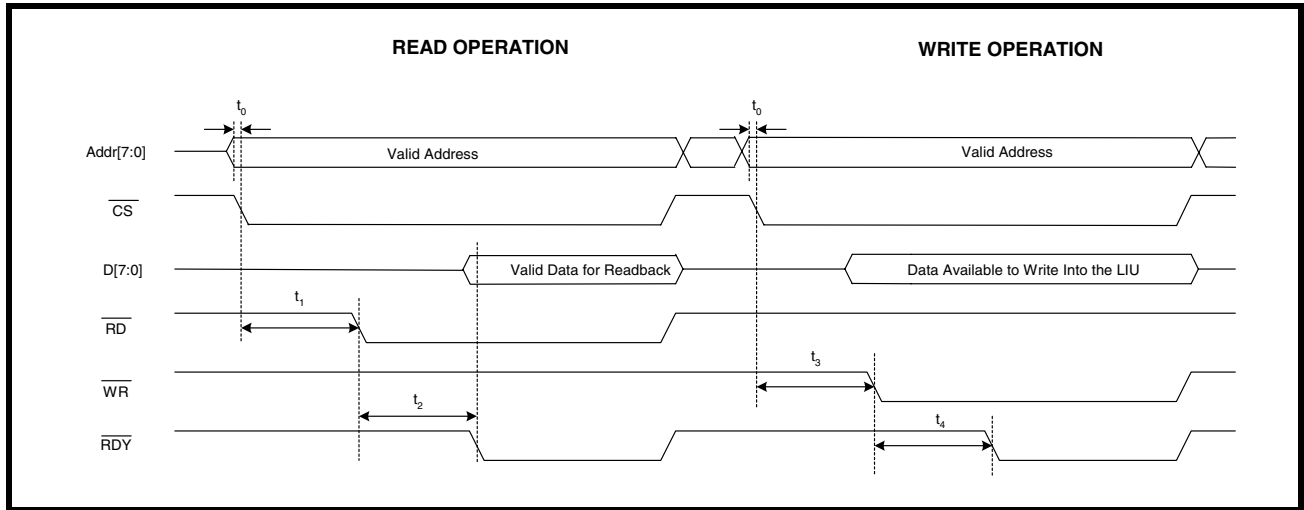 READ OPERATION WRITE OPERATION
t0 t0
Addr[7:0] Valid Address Valid Address
CS
D[7:0] Valid Data for Readback Data Available to Write Into the LIU
t1
RD
t3
WR
t2
t4
RDY